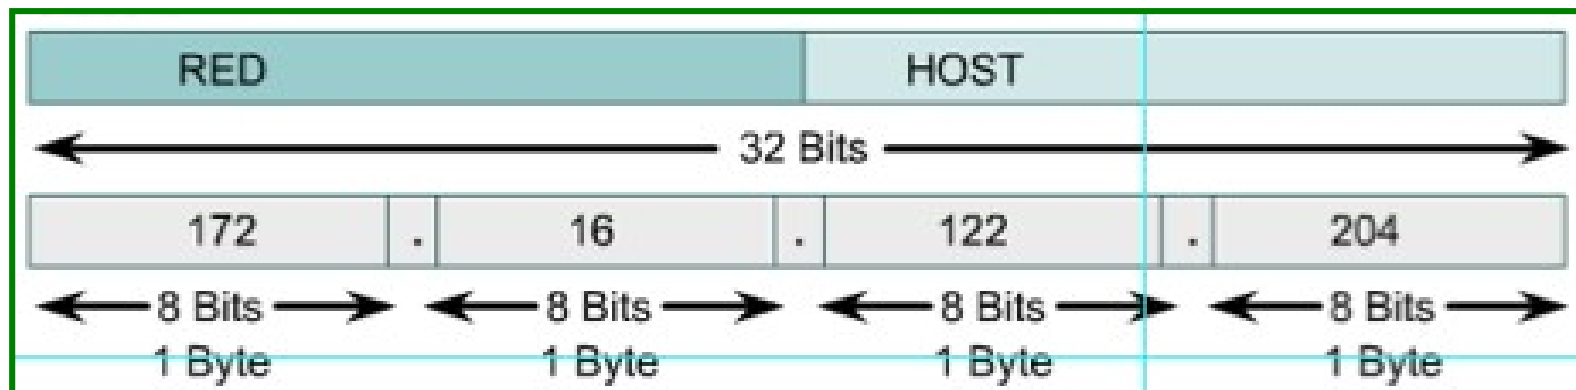 RED HOST
32 Bits
172 . 16 . 122 . 204
8 Bits 8 Bits 8 Bits 8 Bits
1 Byte 1 Byte 1 Byte 1 Byte